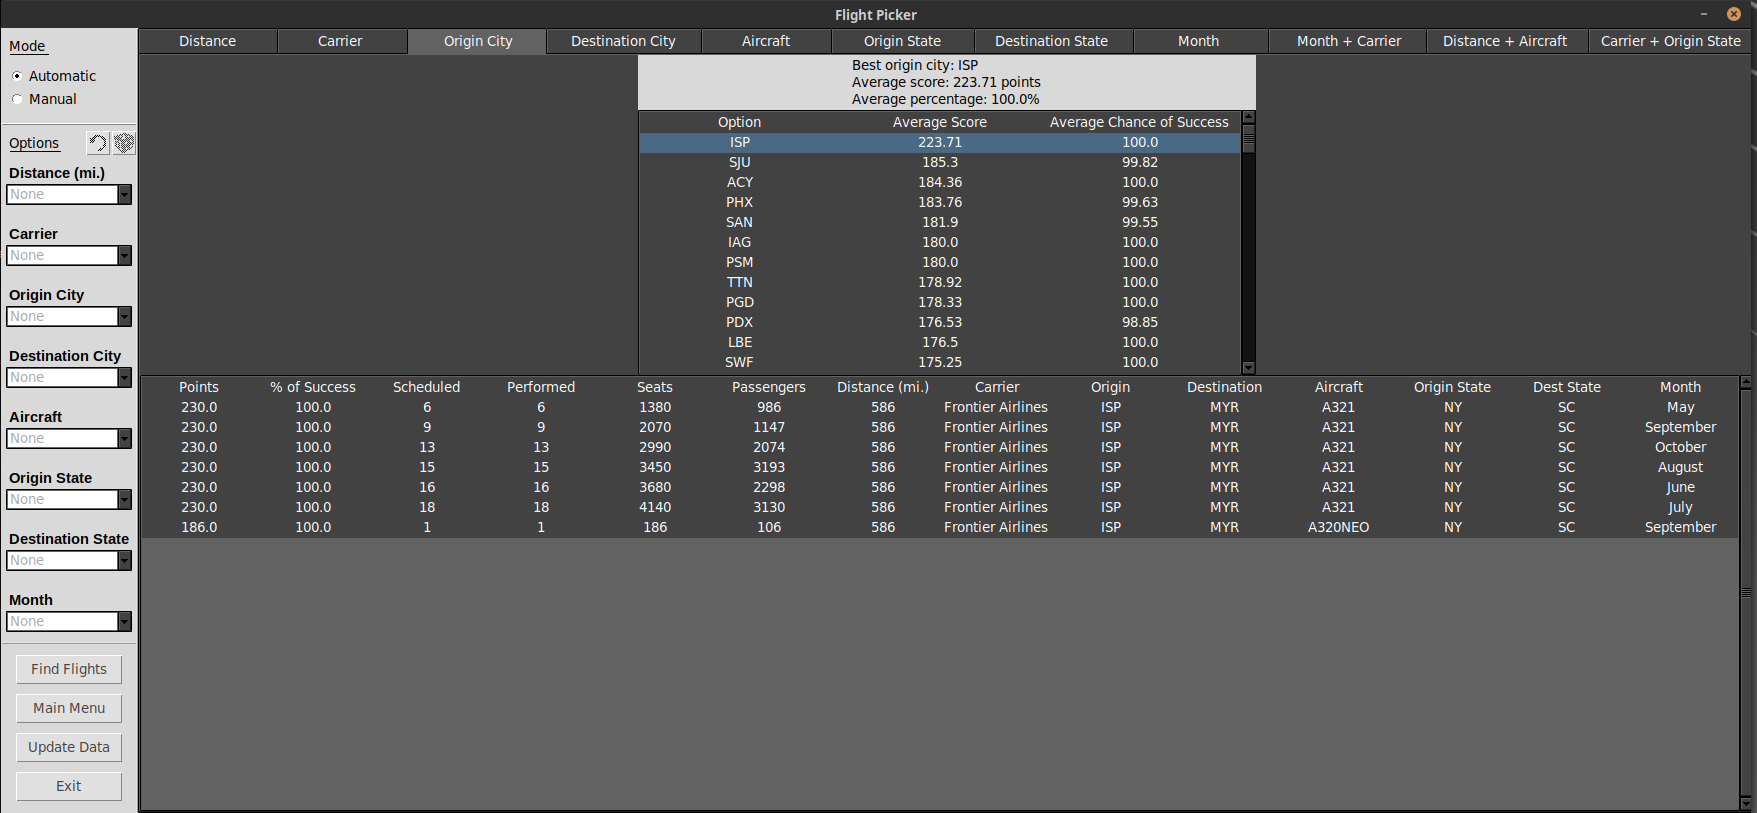 Flight Picker
Mode
Automatic
Manual
Options
Distance (mi.)
None
Carrier
None
Origin City
None
Destination City
None
Aircraft
None
Origin State
None
Destination State
None
Month
None
Find Flights
Main Menu
Update Data
Exit
Distance Carrier Origin City Destination City Aircraft Origin State Destination State Month Month + Carrier Distance + Aircraft Carrier + Origin State
Best origin city: ISP
Average score: 223.71 points
Average percentage: 100.0%
Option Average Score Average Chance of Success
ISP 223.71 100.0
SJU 185.3 99.82
ACY 184.36 100.0
PHX 183.76 99.63
SAN 181.9 99.55
IAG 180.0 100.0
PSM 180.0 100.0
TTN 178.92 100.0
PGD 178.33 100.0
PDX 176.53 98.85
LBE 176.5 100.0
SWF 175.25 100.0
Points % of Success Scheduled Performed Seats Passengers Distance (mi.) Carrier Origin Destination Aircraft Origin State Dest State Month
230.0 100.0 6 6 1380 986 586 Frontier Airlines ISP MYR A321 NY SC May
230.0 100.0 9 9 2070 1147 586 Frontier Airlines ISP MYR A321 NY SC September
230.0 100.0 13 13 2990 2074 586 Frontier Airlines ISP MYR A321 NY SC October
230.0 100.0 15 15 3450 3193 586 Frontier Airlines ISP MYR A321 NY SC August
230.0 100.0 16 16 3680 2298 586 Frontier Airlines ISP MYR A321 NY SC June
230.0 100.0 18 18 4140 3130 586 Frontier Airlines ISP MYR A321 NY SC July
186.0 100.0 1 1 186 106 586 Frontier Airlines ISP MYR A320NEO NY SC September